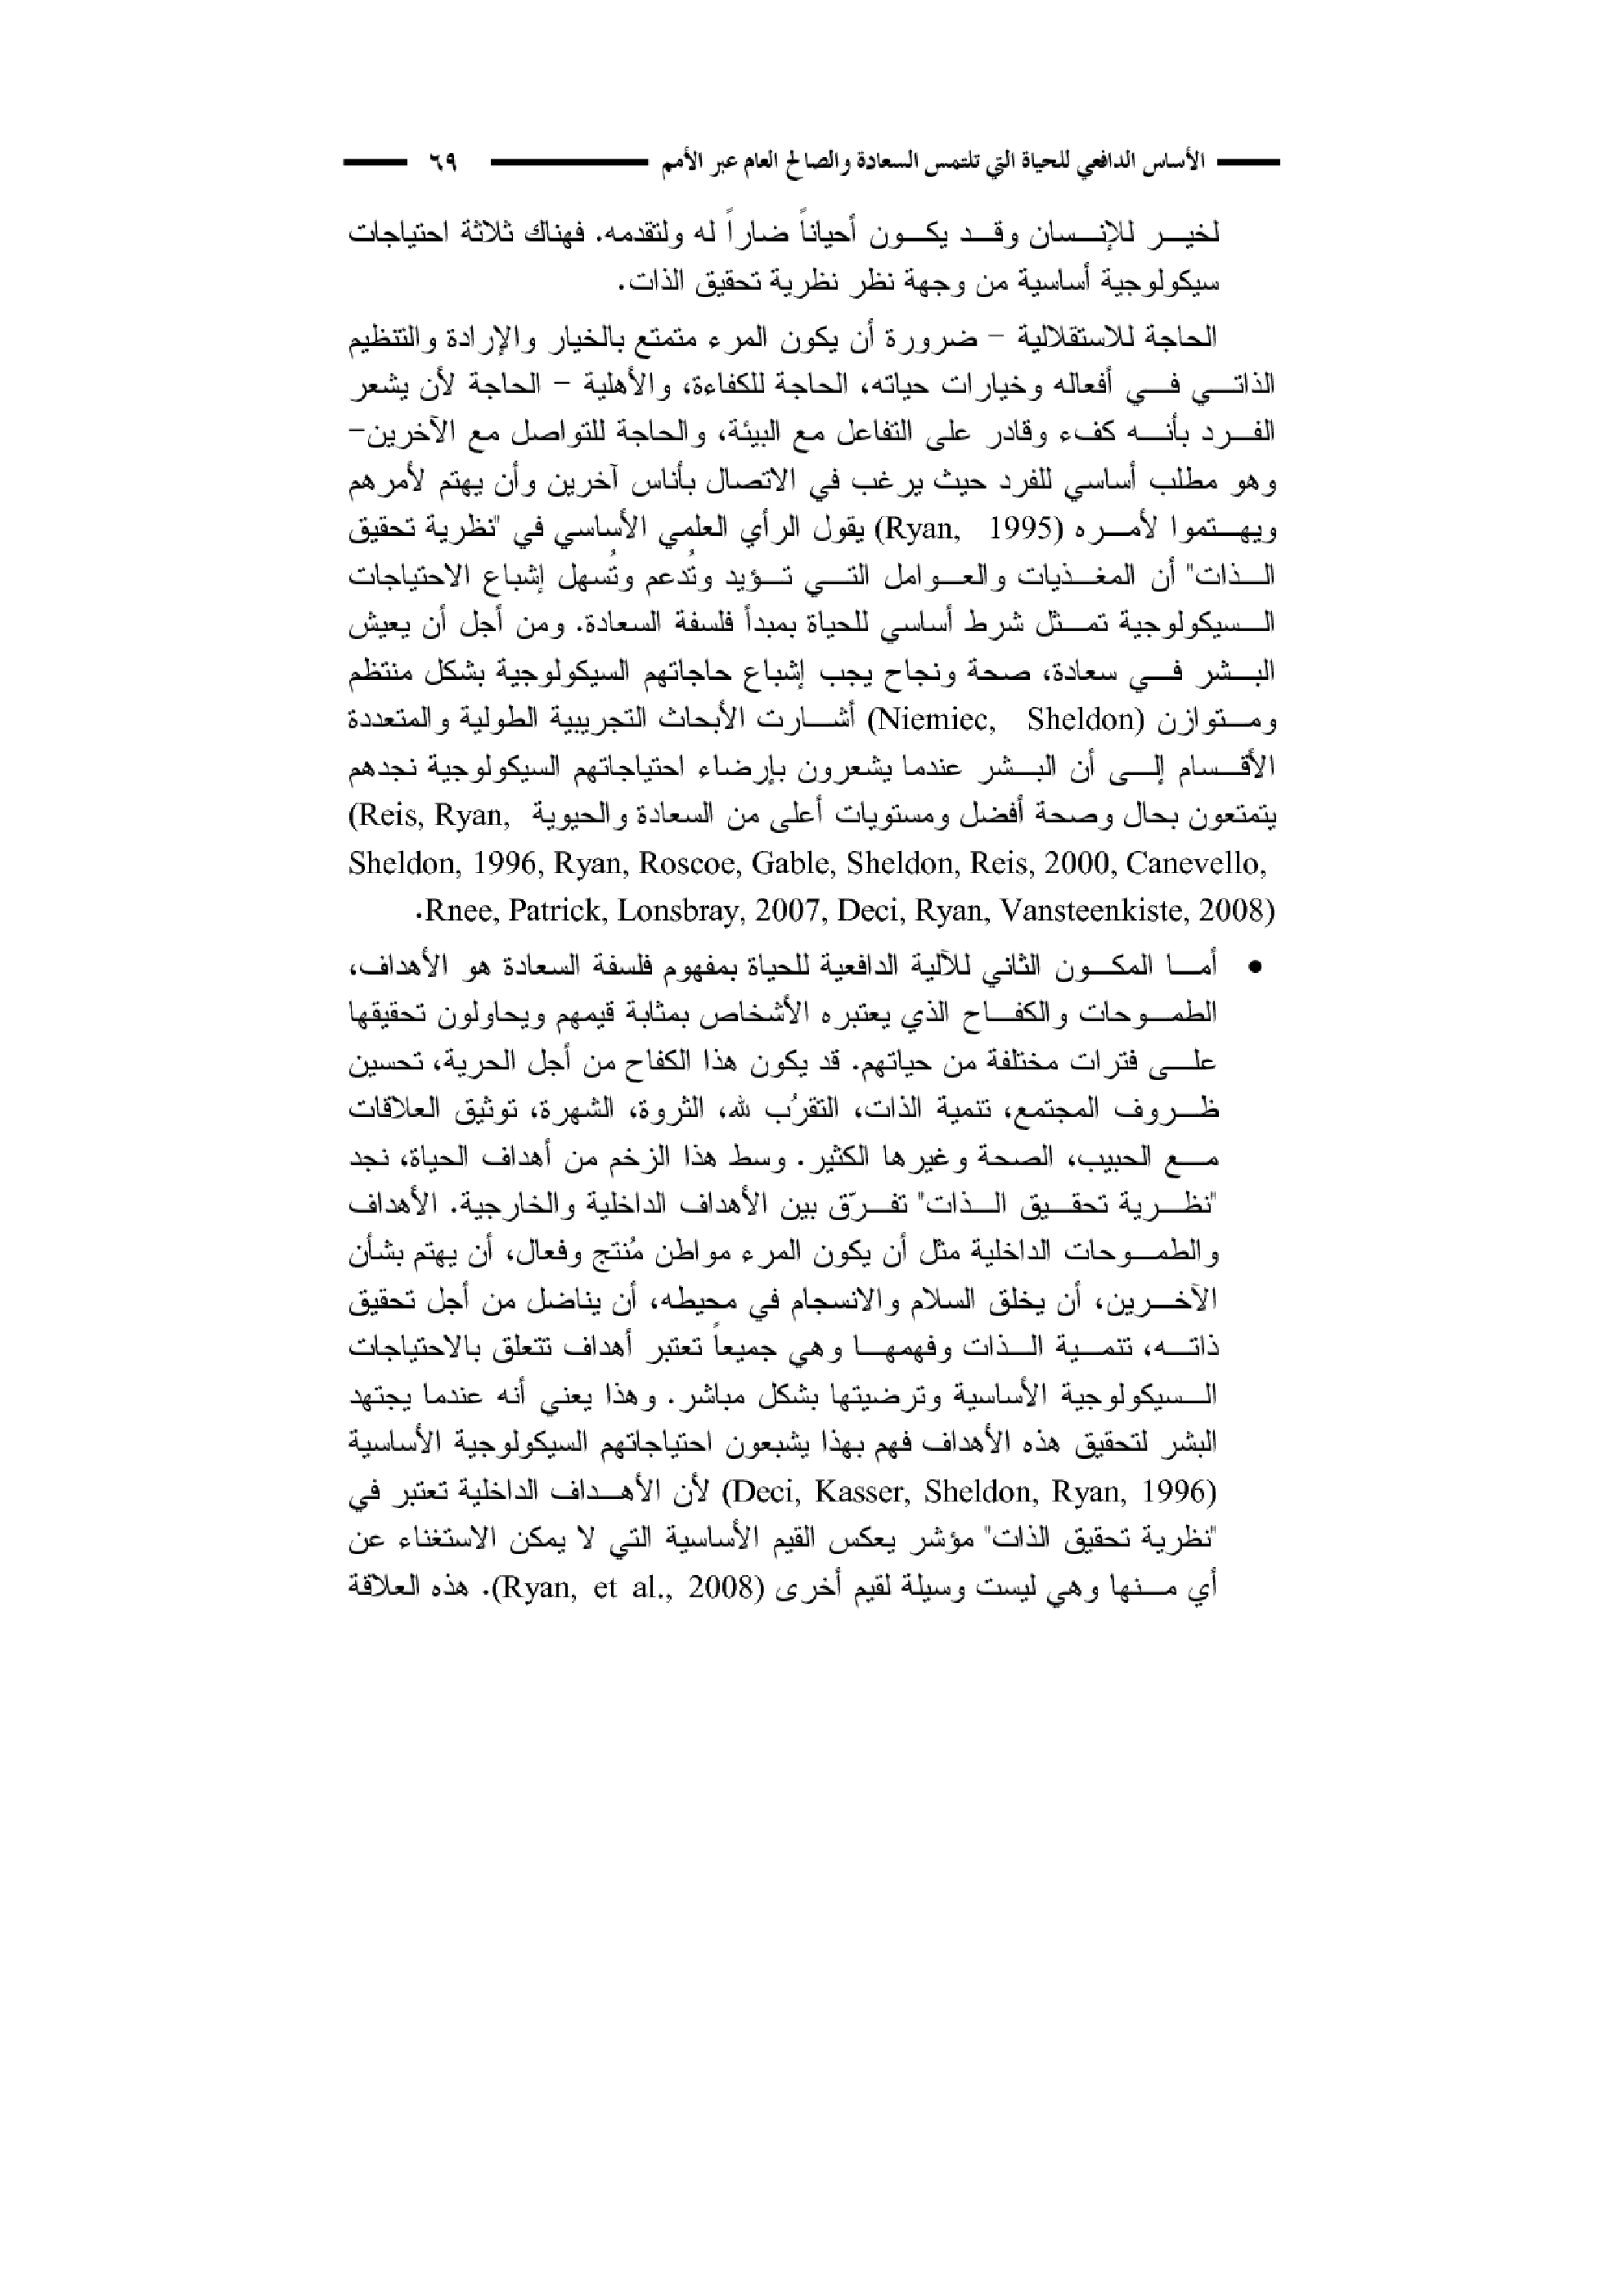 الأساس الدافعي للحياة التي تلتمس السعادة والصالح العام عبر الأمم ٦٩
لخير للإنسان وقد يكون أحياناً ضاراً له ولتقدمه. فهناك ثلاثة احتياجات
سيكولوجية أساسية من وجهة نظر نظرية تحقيق الذات.
الحاجة للاستقلالية – ضرورة أن يكون المرء متمتع بالخيار والإرادة والتنظيم
الذاتي في أفعاله وخيارات حياته، الحاجة للكفاءة، والأهلية – الحاجة لأن يشعر
الفرد بأنه كفء وقادر على التفاعل مع البيئة، والحاجة للتواصل مع الآخرين–
وهو مطلب أساسي للفرد حيث يرغب في الاتصال بأناس آخرين وأن يهتم لأمرهم
ويهتموا لأمره (Ryan, 1995) يقول الرأي العلمي الأساسي في "نظرية تحقيق
الذات" أن المغذيات والعوامل التي تؤيد وتُدعم وتُسهل إشباع الاحتياجات
السيكولوجية تمثل شرط أساسي للحياة بمبدأ فلسفة السعادة. ومن أجل أن يعيش
البشر في سعادة، صحة ونجاح يجب إشباع حاجاتهم السيكولوجية بشكل منتظم
ومتوازن (Niemiec, Sheldon) أشارت الأبحاث التجريبية الطولية والمتعددة
الأقسام إلى أن البشر عندما يشعرون بإرضاء احتياجاتهم السيكولوجية نجدهم
يتمتعون بحال وصحة أفضل ومستويات أعلى من السعادة والحيوية (Reis, Ryan,
Sheldon, 1996, Ryan, Roscoe, Gable, Sheldon, Reis, 2000, Canevello,
Rnee, Patrick, Lonsbray, 2007, Deci, Ryan, Vansteenkiste, 2008).
• أما المكون الثاني للآلية الدافعية للحياة بمفهوم فلسفة السعادة هو الأهداف،
الطموحات والكفاح الذي يعتبره الأشخاص بمثابة قيمهم ويحاولون تحقيقها
على فترات مختلفة من حياتهم. قد يكون هذا الكفاح من أجل الحرية، تحسين
ظروف المجتمع، تنمية الذات، التقرُب لله، الثروة، الشهرة، توثيق العلاقات
مع الحبيب، الصحة وغيرها الكثير. وسط هذا الزخم من أهداف الحياة، نجد
"نظرية تحقيق الذات" تفرّق بين الأهداف الداخلية والخارجية. الأهداف
والطموحات الداخلية مثل أن يكون المرء مواطن مُنتج وفعال، أن يهتم بشأن
الآخرين، أن يخلق السلام والانسجام في محيطه، أن يناضل من أجل تحقيق
ذاته، تنمية الذات وفهمها وهي جميعاً تعتبر أهداف تتعلق بالاحتياجات
السيكولوجية الأساسية وترضيتها بشكل مباشر. وهذا يعني أنه عندما يجتهد
البشر لتحقيق هذه الأهداف فهم بهذا يشبعون احتياجاتهم السيكولوجية الأساسية
(Deci, Kasser, Sheldon, Ryan, 1996) لأن الأهداف الداخلية تعتبر في
"نظرية تحقيق الذات" مؤشر يعكس القيم الأساسية التي لا يمكن الاستغناء عن
أي منها وهي ليست وسيلة لقيم أخرى (Ryan, et al., 2008). هذه العلاقة